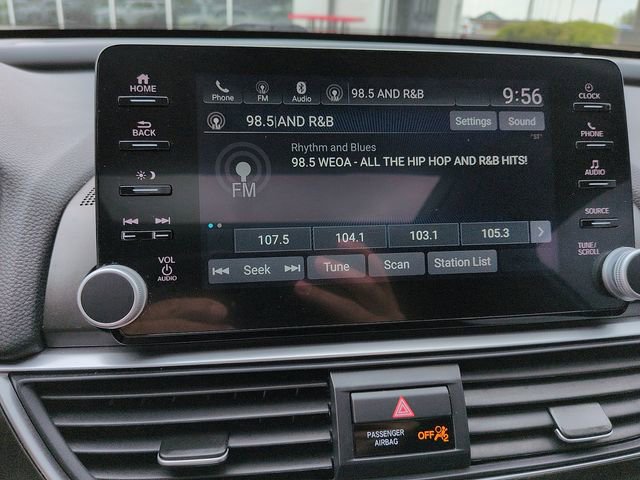 HOME
BACK
VOL
AUDIO
Phone
FM
Audio
98.5 AND R&B
9:56
98.5|AND R&B
Settings
Sound
FM
Rhythm and Blues
98.5 WEOA - ALL THE HIP HOP AND R&B HITS!
107.5
104.1
103.1
105.3
Seek
Tune
Scan
Station List
CLOCK
PHONE
AUDIO
SOURCE
TUNE/
SCROLL
PASSENGER
AIRBAG
OFF
2